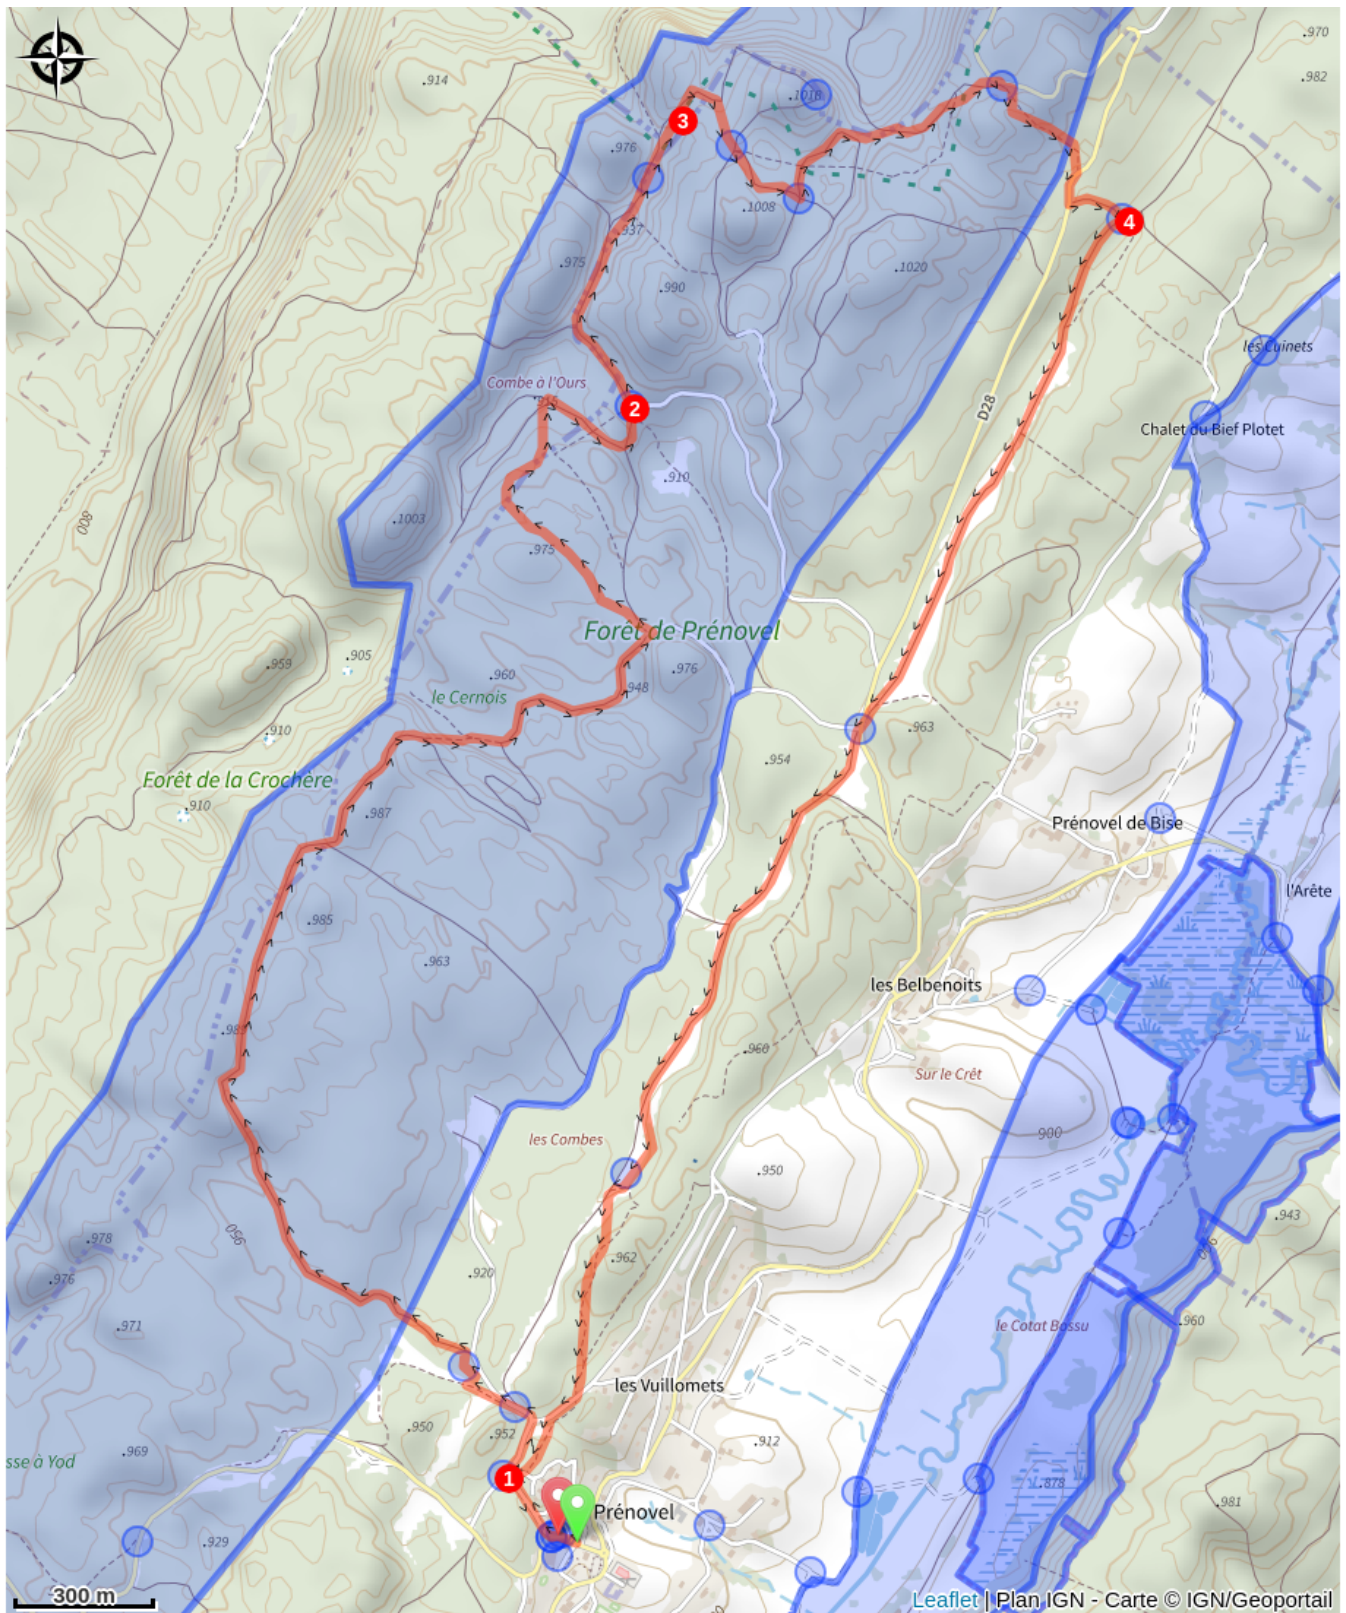 .970
.982
.914
.1018
3
.976
.1008
4
.937
.975
.1020
.990
les Cuinets
Combe à l'Ours
2
D28
Chalet du Bief Plotet
.910
800
.1003
.975
Forêt de Prénovel
.905
.959
.976
.960
.948
le Cernois
.910
.963
.954
Forêt de la Crochère
.910
.987
Prénovel de Bise
l'Arête
.985
.963
les Belbenoits
.960
Sur le Crêt
900
les Combes
.950
.943
950
.978
.962
.920
.976
.971
.960
le Cotat Bossu
les Vuillomets
.950
.952
.912
.969
sse à Yod
1
.878
.981
Prénovel
.929
300 m
Leaflet | Plan IGN - Carte © IGN/Geoportail